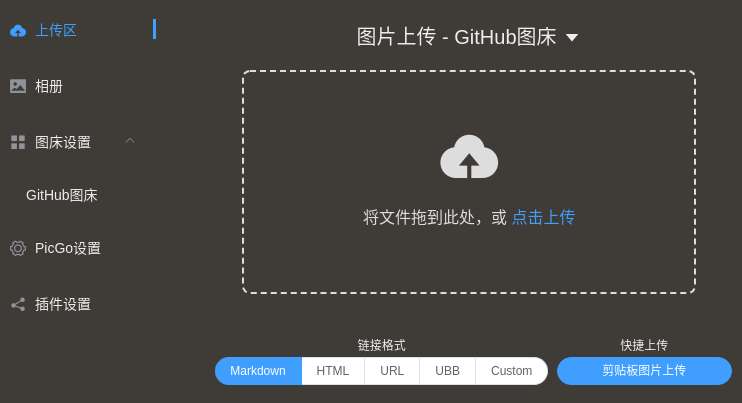 上传区
相册
图床设置
GitHub图床
PicGo设置
插件设置
图片上传 - GitHub图床
将文件拖到此处，或 点击上传
链接格式
Markdown HTML URL UBB Custom
快捷上传
剪贴板图片上传